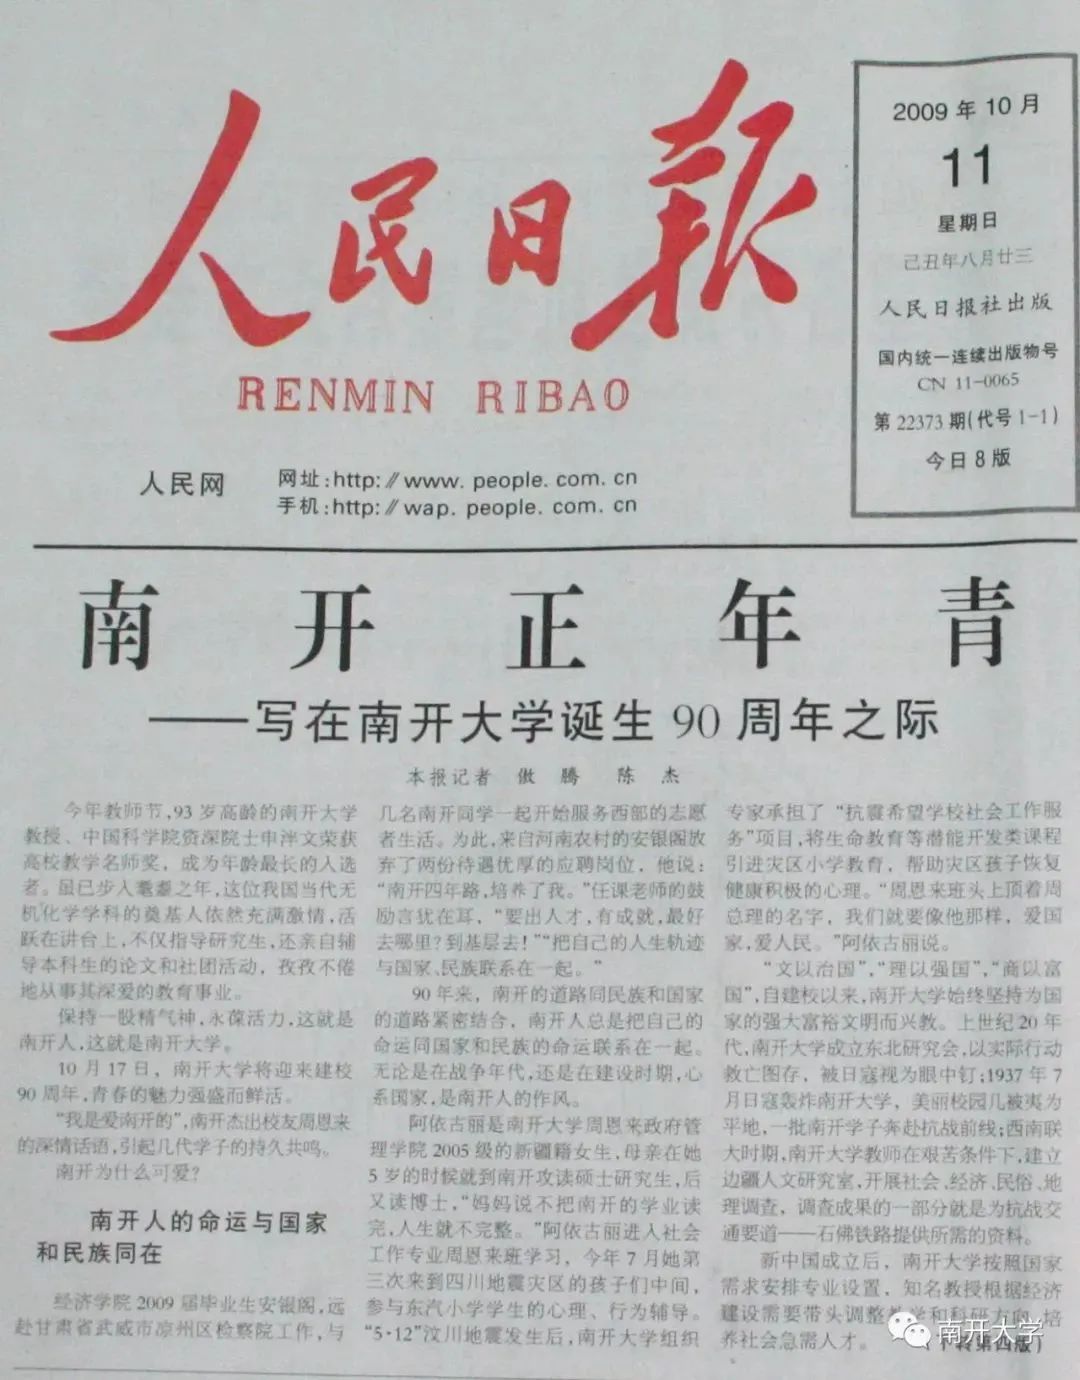 人民日报
RENMIN RIBAO
2009年10月
11
星期日
己丑年八月廿三
人民日报社出版
国内统一连续出版物号
CN 11-0065
第22373期(代号1-1)
今日8版
人民网
网址:http://www.people.com.cn
手机:http://wap.people.com.cn
南开正年青
——写在南开大学诞生90周年之际
本报记者 傲腾 陈杰
今年教师节,93岁高龄的南开大学
教授、中国科学院资深院士申泮文荣获
高校教学名师奖，成为年龄最长的入选
者。虽已步入耄耋之年,这位我国当代无
机化学学科的奠基人依然充满激情,活
跃在讲台上,不仅指导研究生,还亲自辅
导本科生的论文和社团活动，孜孜不倦
地从事其深爱的教育事业。
保持一股精气神,永葆活力,这就是
南开人,这就是南开大学。
10月17日，南开大学将迎来建校
90周年,青春的魅力强盛而鲜活。
“我是爱南开的”,南开杰出校友周恩来
的深情话语,引起几代学子的持久共鸣。
南开为什么可爱?
南开人的命运与国家
和民族同在
经济学院2009届毕业生安银阁,远
赴甘肃省武威市凉州区检察院工作,与
几名南开同学一起开始服务西部的志愿
者生活。为此,来自河南农村的安银阁放
弃了两份待遇优厚的应聘岗位，他说：
“南开四年路,培养了我。”任课老师的鼓
励言犹在耳，“要出人才,有成就,最好
去哪里?到基层去!”“把自己的人生轨迹
与国家、民族联系在一起。”
90年来，南开的道路同民族和国家
的道路紧密结合，南开人总是把自己的
命运同国家和民族的命运联系在一起。
无论是在战争年代,还是在建设时期,心
系国家,是南开人的作风。
阿依古丽是南开大学周恩来政府管
理学院2005级的新疆籍女生,母亲在她
5岁的时候就到南开攻读硕士研究生,后
又读博士,“妈妈说不把南开的学业读
完,人生就不完整。”阿依古丽进入社会
工作专业周恩来班学习，今年7月她第
三次来到四川地震灾区的孩子们中间,
参与东汽小学学生的心理、行为辅导。
“5·12”汶川地震发生后,南开大学组织
专家承担了“抗震希望学校社会工作服
务”项目,将生命教育等潜能开发类课程
引进灾区小学教育，帮助灾区孩子恢复
健康积极的心理。“周恩来班头上顶着周
总理的名字，我们就要像他那样，爱国
家,爱人民。”阿依古丽说。
“文以治国”,“理以强国”,“商以富
国”,自建校以来,南开大学始终坚持为国
家的强大富裕文明而兴教。上世纪20年
代,南开大学成立东北研究会,以实际行动
救亡图存，被日寇视为眼中钉;1937年7
月日寇轰炸南开大学，美丽校园几被夷为
平地,一批南开学子奔赴抗战前线;西南联
大时期,南开大学教师在艰苦条件下,建立
边疆人文研究室,开展社会、经济、民俗、地
理调查，调查成果的一部分就是为抗战交
通要道——石佛铁路提供所需的资料。
新中国成立后，南开大学按照国家
需求安排专业设置，知名教授根据经济
建设需要带头调整教学和科研方向,培
养社会急需人才。 (下转第四版)
南开大学